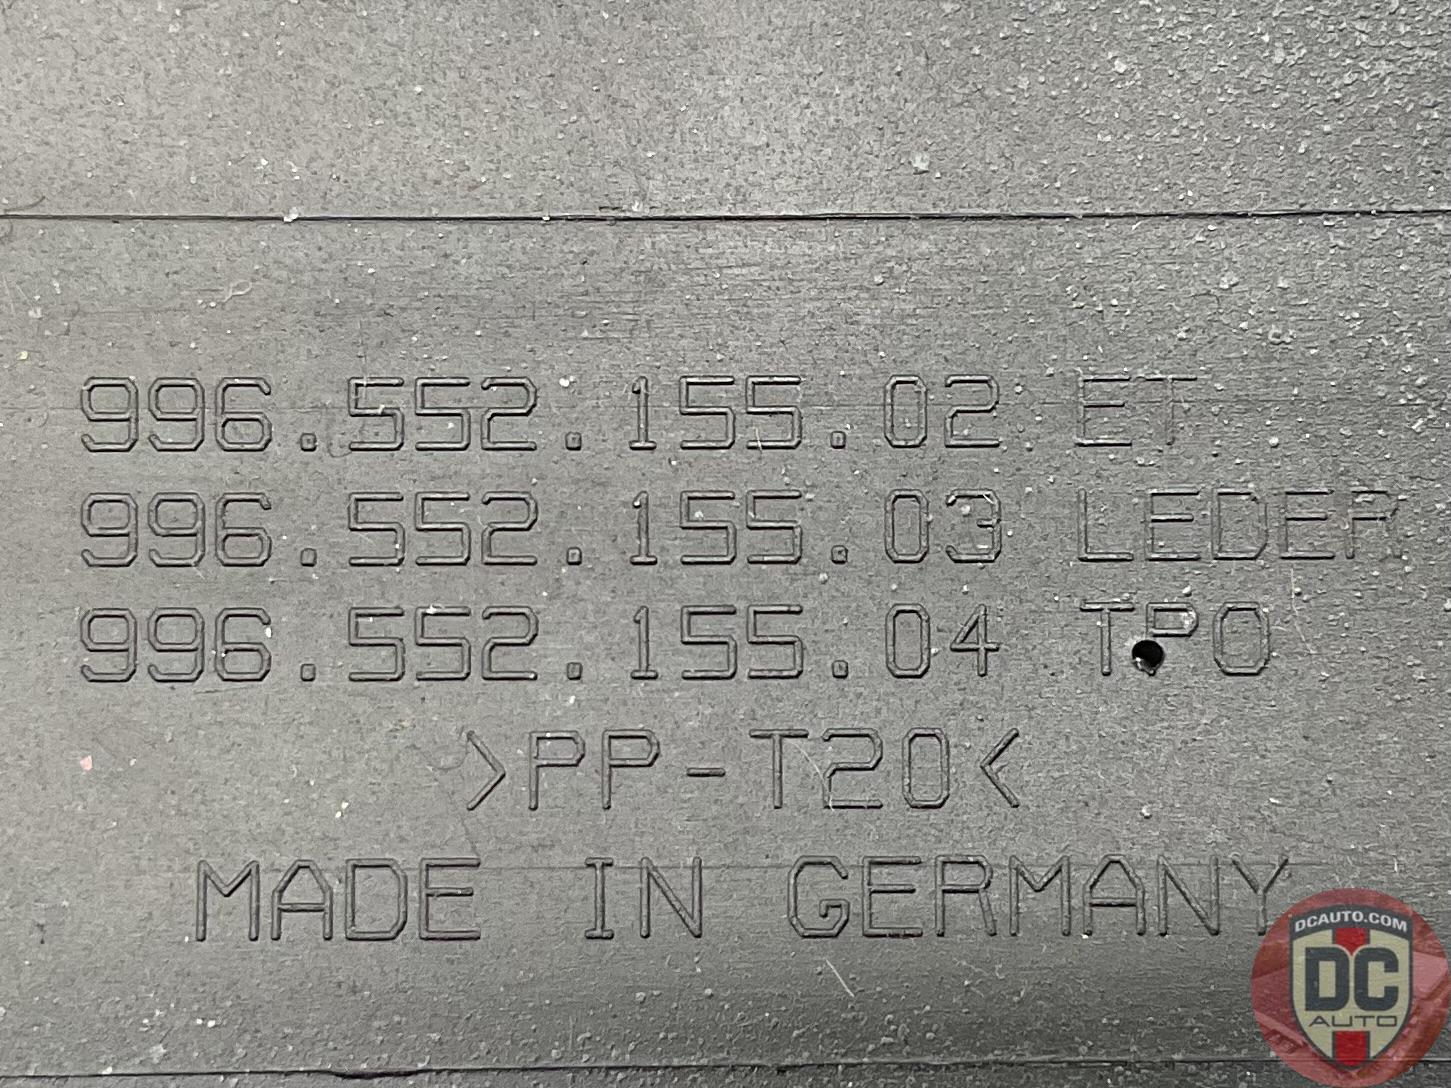 996.552.155.02 ET
996.552.155.03 LEDER
996.552.155.04 TPO
>PP-T20<
MADE IN GERMANY
DCAUTO.COM
DC
AUTO